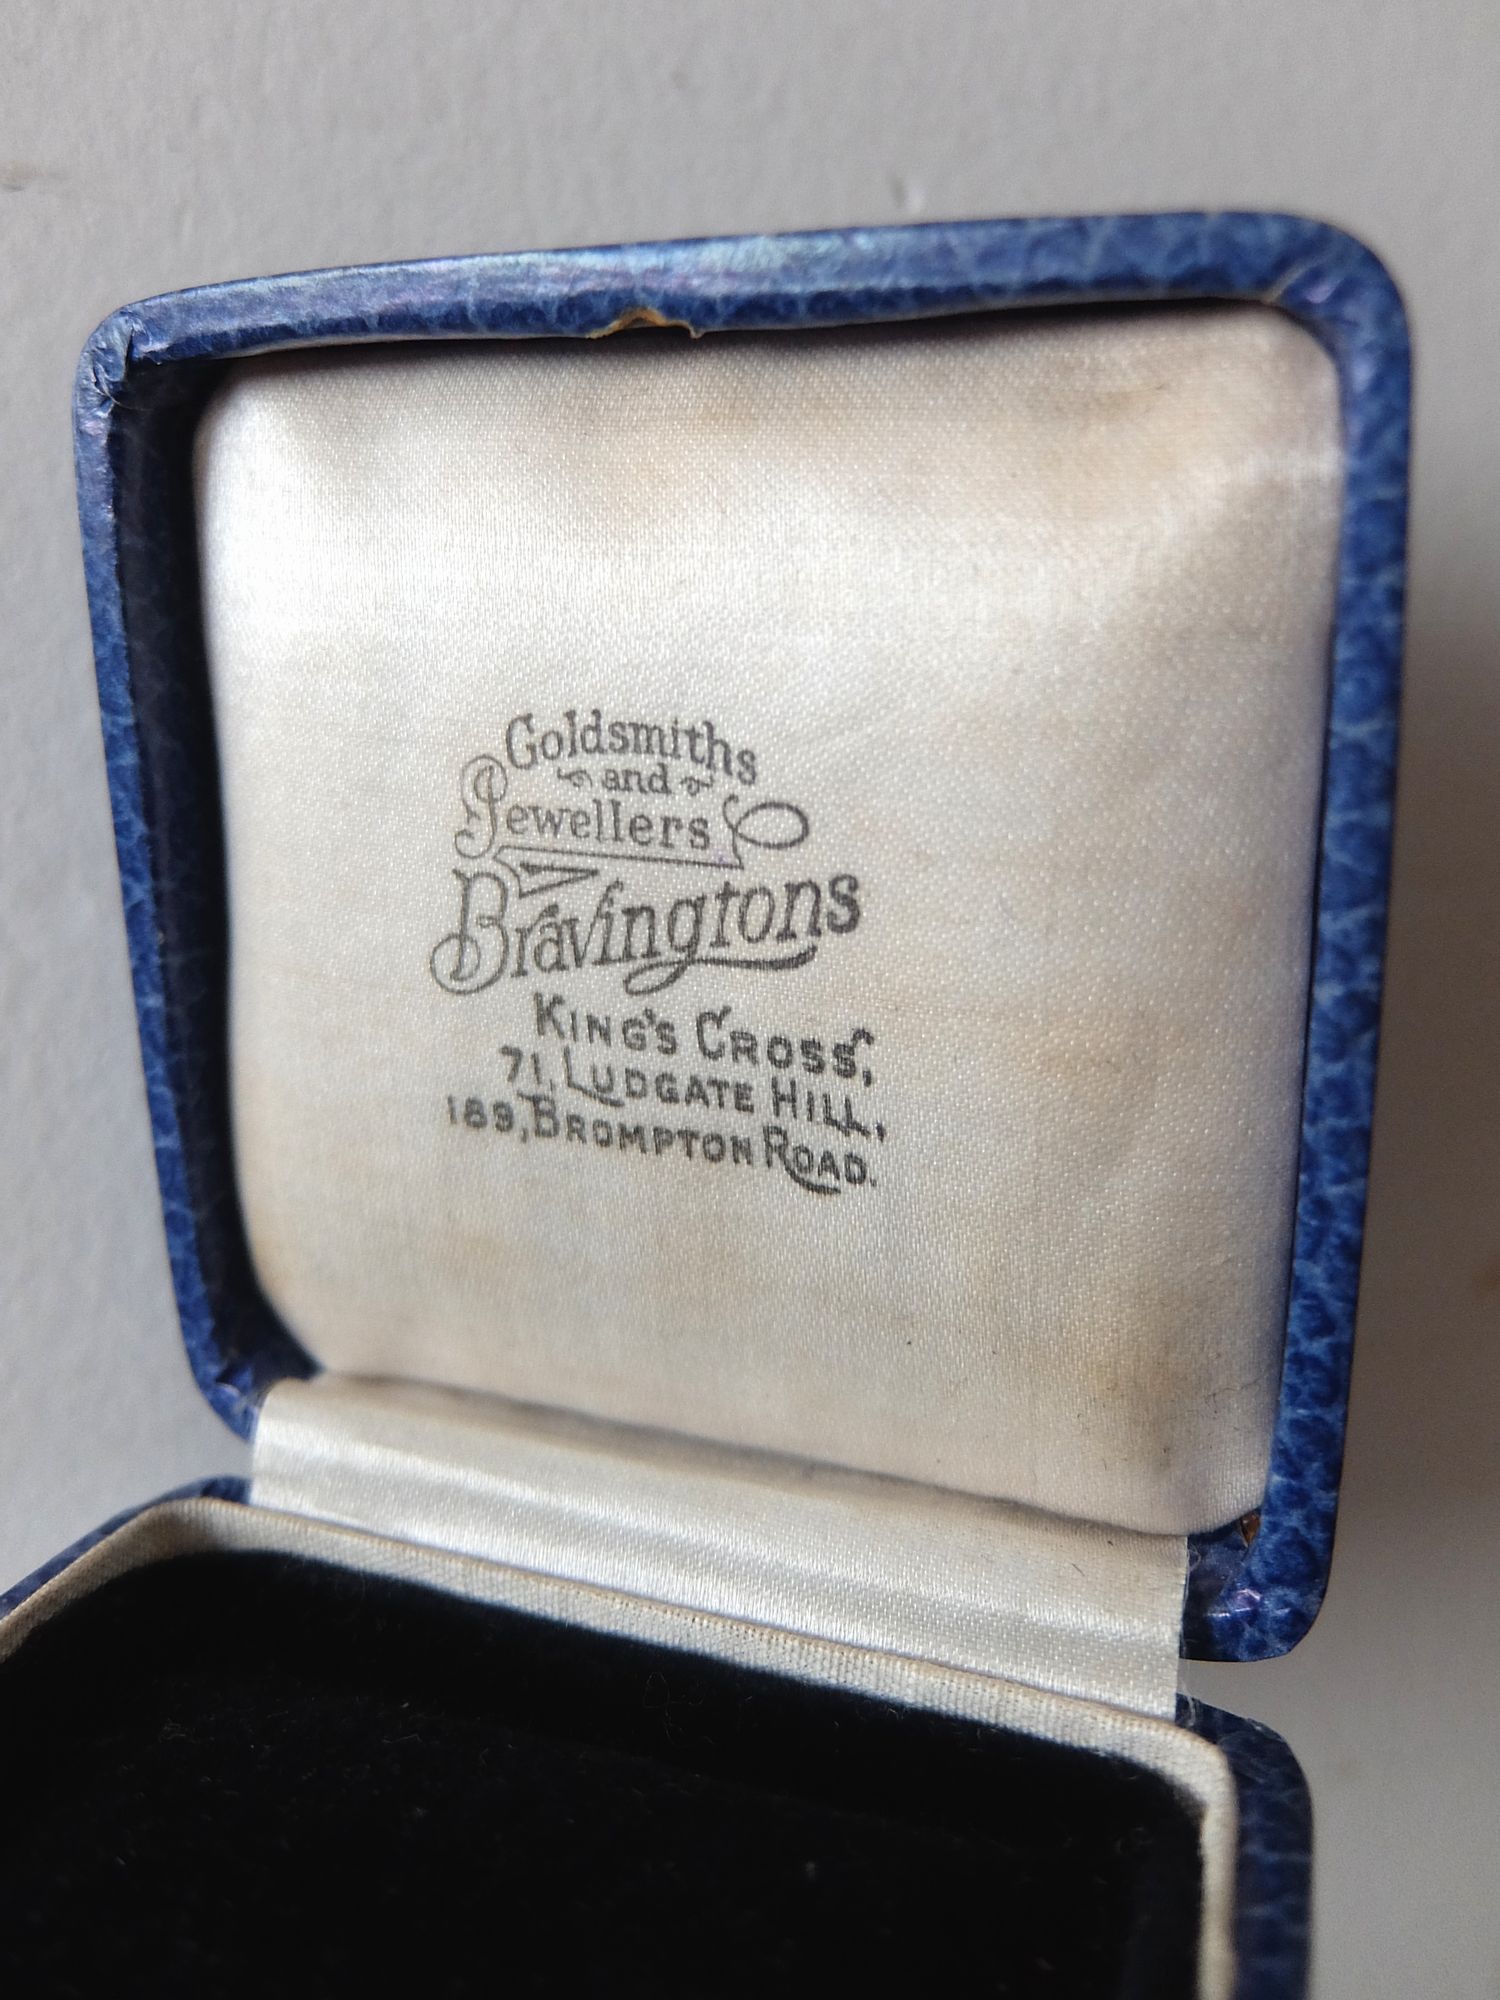 Goldsmiths
and
Jewellers
Bravingtons
KING'S CROSS,
71, LUDGATE HILL,
189, BROMPTON ROAD.